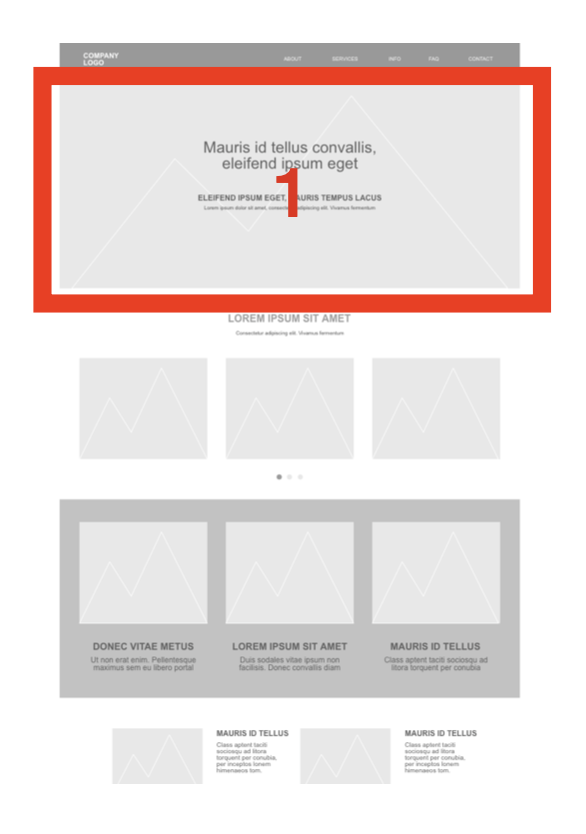 COMPANY
LOGO
ABOUT
SERVICES
INFO
FAQ
CONTACT
Mauris id tellus convallis,
eleifend ipsum eget
1
ELEIFEND IPSUM EGET, MAURIS TEMPUS LACUS
Lorem ipsum dolor sit amet, consectetur adipiscing elit. Vivamus fermentum
LOREM IPSUM SIT AMET
Consectetur adipiscing elit. Vivamus fermentum
DONEC VITAE METUS
Ut non erat enim. Pellentesque
maximus sem eu libero portal
LOREM IPSUM SIT AMET
Duis sodales vitae ipsum non
facilisis. Donec convallis diam
MAURIS ID TELLUS
Class aptent taciti sociosqu ad
litora torquent per conubia
MAURIS ID TELLUS
Class aptent taciti
sociosqu ad litora
torquent per conubia,
per inceptos lonem
himenaeos tom.
MAURIS ID TELLUS
Class aptent taciti
sociosqu ad litora
torquent per conubia,
per inceptos lonem
himenaeos tom.